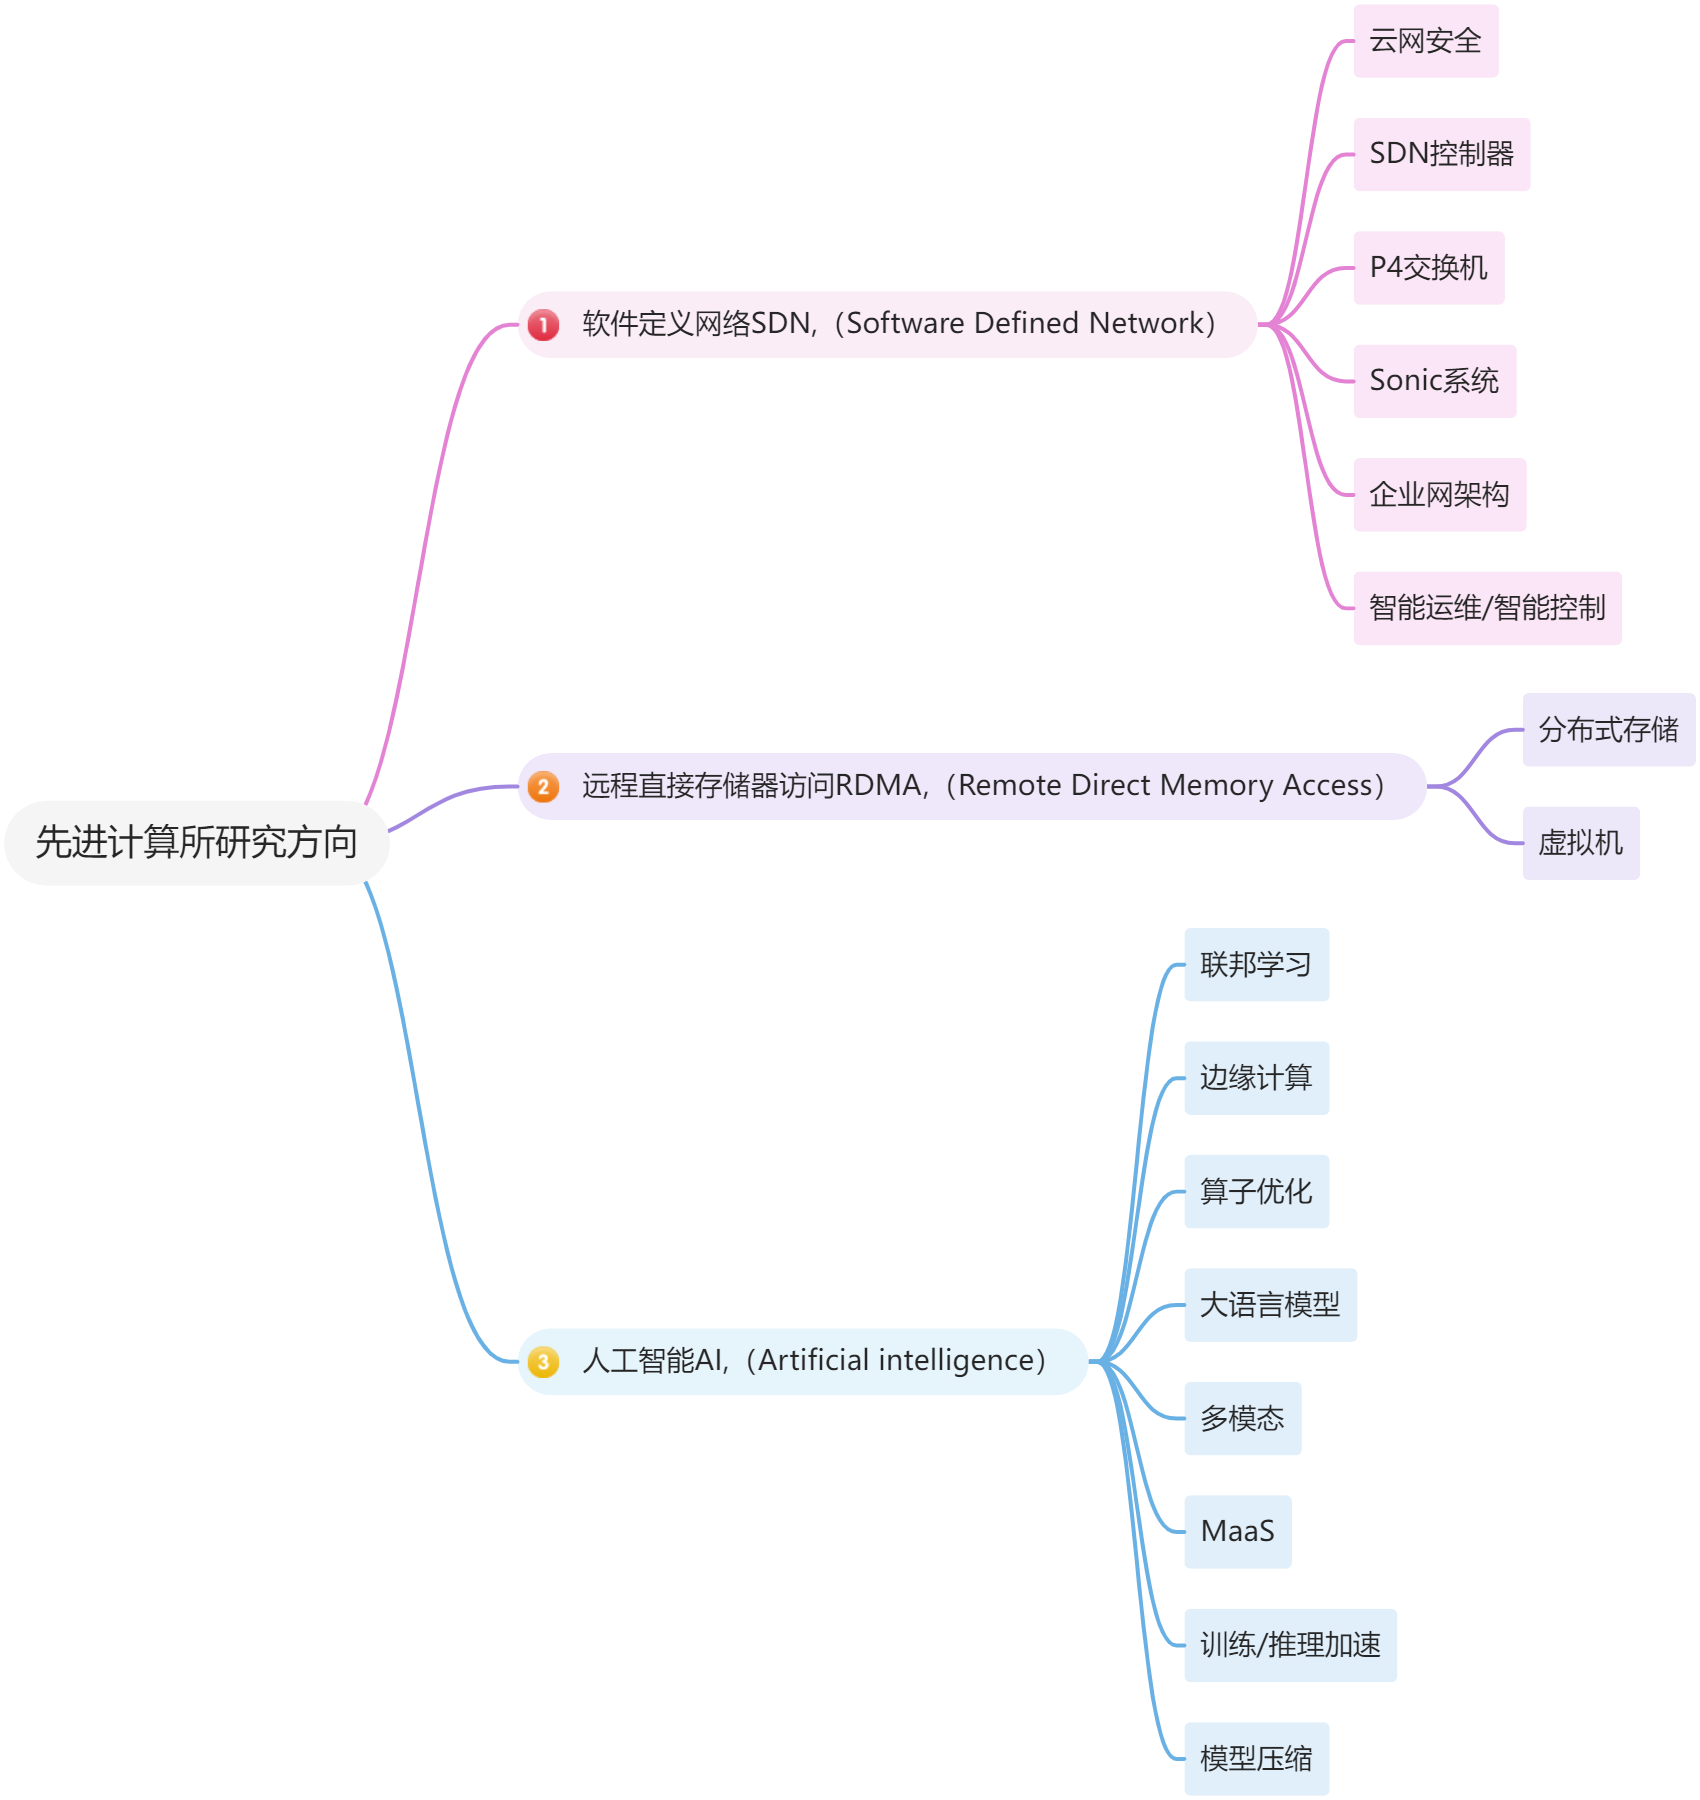 先进计算所研究方向
1 软件定义网络SDN,（Software Defined Network）
云网安全
SDN控制器
P4交换机
Sonic系统
企业网架构
智能运维/智能控制
2 远程直接存储器访问RDMA,（Remote Direct Memory Access）
分布式存储
虚拟机
3 人工智能AI,（Artificial intelligence）
联邦学习
边缘计算
算子优化
大语言模型
多模态
MaaS
训练/推理加速
模型压缩